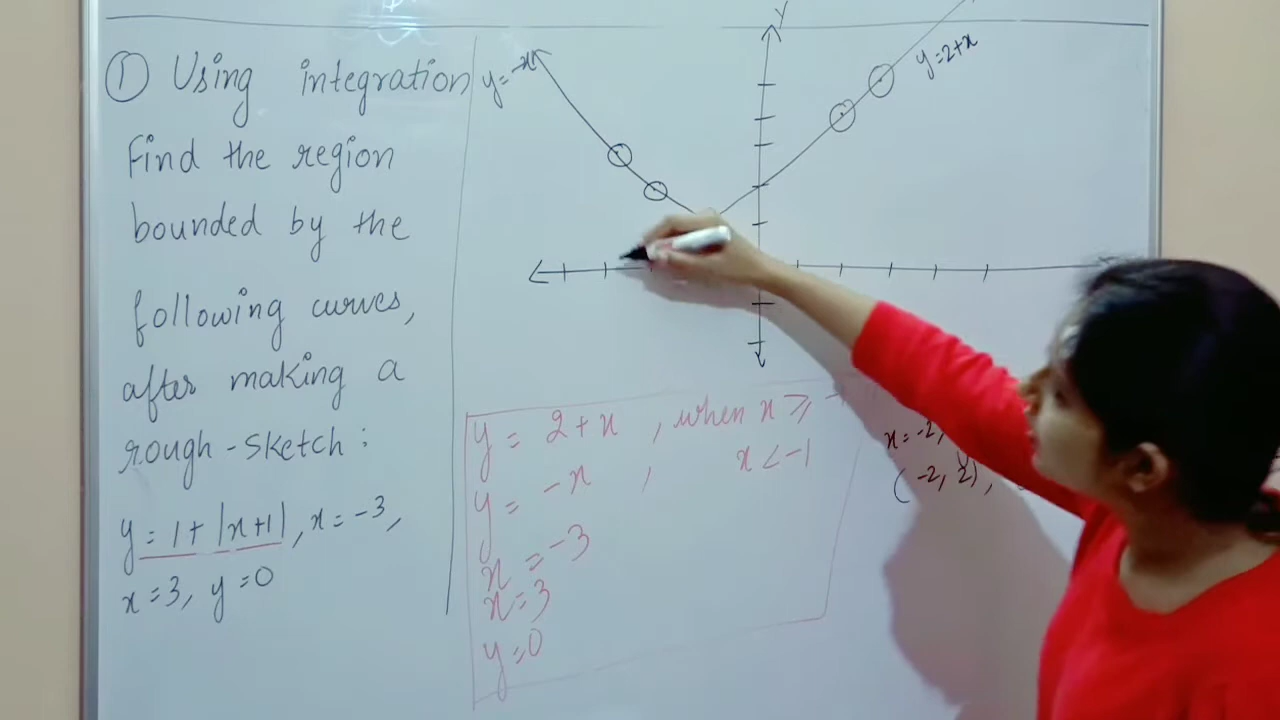 ① Using integration
Find the region
bounded by the
following curves,
after making a
rough-sketch:
y = 1 + |x+1|, x = -3,
x = 3, y = 0
y = -x
y
y = 2+x
y = 2+x, when x ≥ -
y = -x, x < -1
x = -3
x = 3
y = 0
x = -2,
(-2, 2),